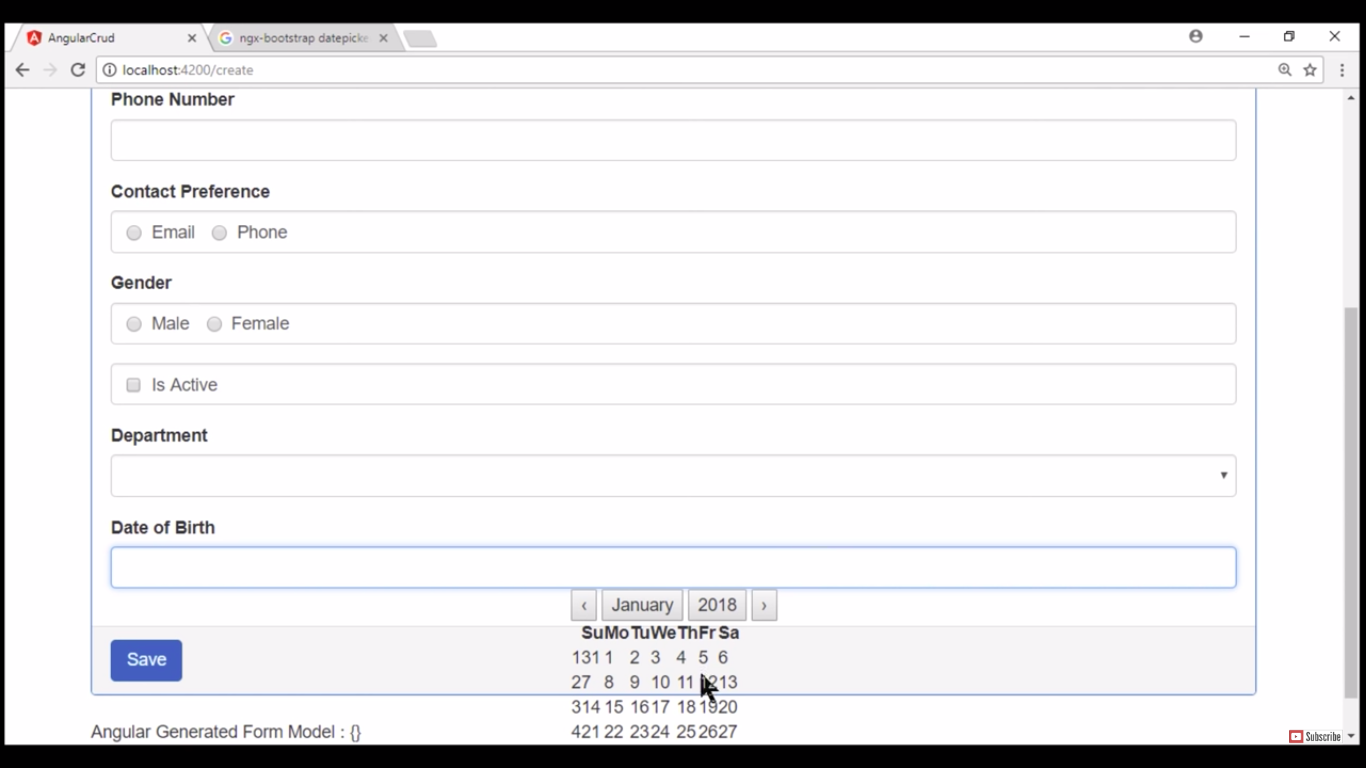 AngularCrud
ngx-bootstrap datepicke
localhost:4200/create
Phone Number
Contact Preference
Email Phone
Gender
Male Female
Is Active
Department
Date of Birth
‹ January 2018 ›
Su Mo Tu We Th Fr Sa
1 31 1 2 3 4 5 6
2 7 8 9 10 11 13
3 14 15 16 17 18 19 20
4 21 22 23 24 25 26 27
Save
Angular Generated Form Model : {}
Subscribe